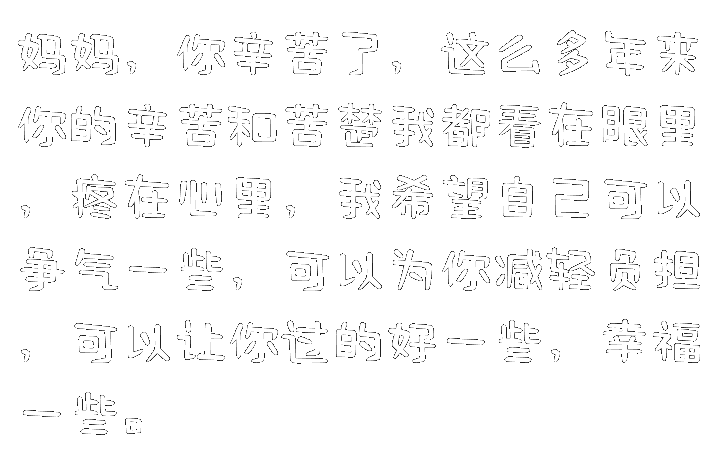 妈妈，你辛苦了，这么多年来
你的辛苦和苦楚我都看在眼里
，疼在心里，我希望自己可以
争气一些，可以为你减轻负担
，可以让你过的好一些，幸福
一些。